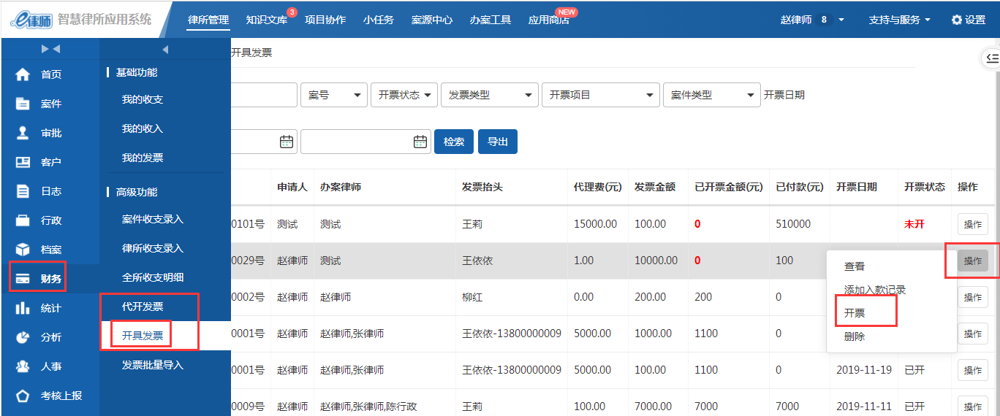 e律师 智慧律所应用系统 律所管理 知识文库 3 项目协作 小任务 案源中心 办案工具 应用商店 NEW 赵律师 8 支持与服务 设置
首页
案件
审批
客户
日志
行政
档案
财务
统计
分析
人事
考核上报
基础功能
我的收支
我的收入
我的发票
高级功能
案件收支录入
律所收支录入
全所收支明细
代开发票
开具发票
发票批量导入
开具发票
案号 开票状态 发票类型 开票项目 案件类型 开票日期
检索 导出
申请人 办案律师 发票抬头 代理费(元) 发票金额 已开票金额(元) 已付款(元) 开票日期 开票状态 操作
0101号 测试 测试 王莉 15000.00 100.00 0 510000 未开 操作
0029号 赵律师 测试 王依依 1.00 10000.00 0 100 操作
0002号 赵律师 赵律师 柳红 0.00 200.00 200 0 操作
0001号 赵律师 赵律师,张律师 王依依-13800000009 5000.00 1000.00 1100 0 操作
0001号 赵律师 赵律师,张律师 王依依-13800000009 5000.00 100.00 1100 0 2019-11-19 已开 操作
0009号 赵律师 赵律师,张律师,陈行政 王莉 100.00 7000.00 7000 7000 2019-11-11 已开 操作
查看
添加入款记录
开票
删除